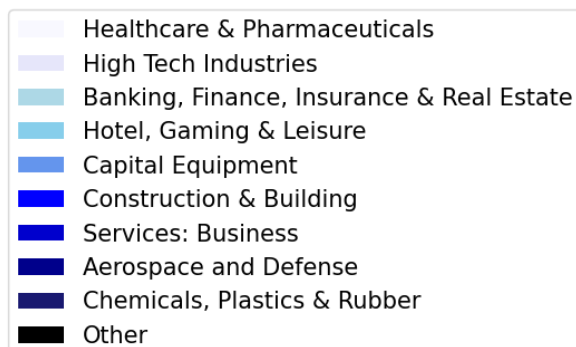 Healthcare & Pharmaceuticals
High Tech Industries
Banking, Finance, Insurance & Real Estate
Hotel, Gaming & Leisure
Capital Equipment
Construction & Building
Services: Business
Aerospace and Defense
Chemicals, Plastics & Rubber
Other